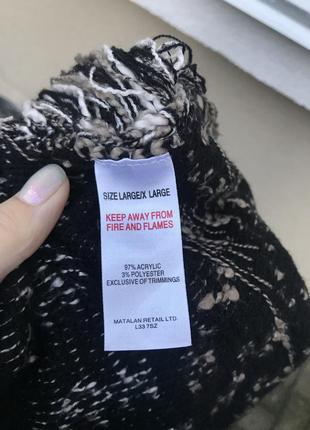 SIZE LARGE/X LARGE
KEEP AWAY FROM
FIRE AND FLAMES
97% ACRYLIC
3% POLYESTER
EXCLUSIVE OF TRIMMINGS
MATALAN RETAIL LTD.
L33 7SZ